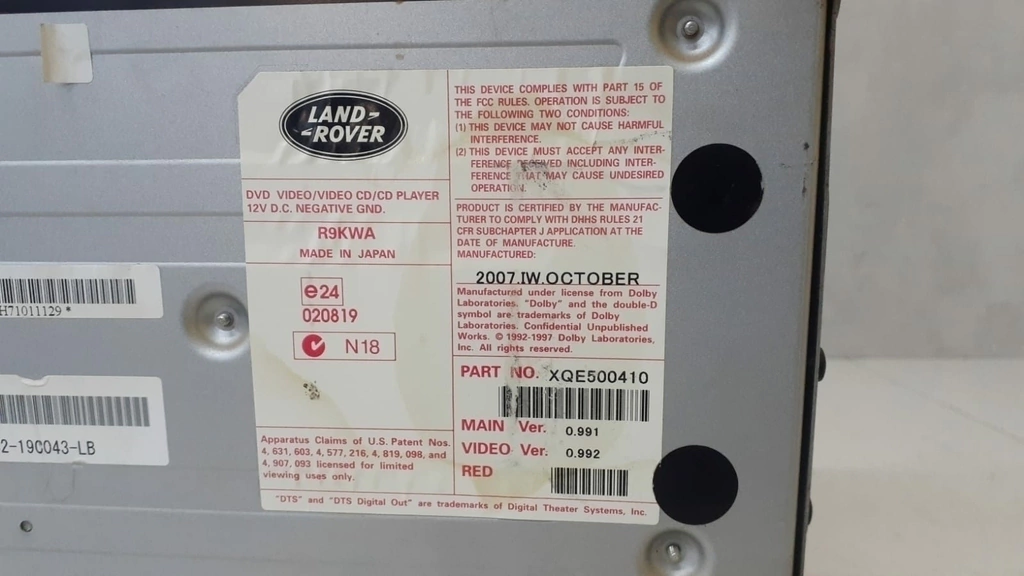 LAND-
-ROVER
DVD VIDEO/VIDEO CD/CD PLAYER
12V D.C. NEGATIVE GND.
R9KWA
MADE IN JAPAN
e24
020819
N18
Apparatus Claims of U.S. Patent Nos.
4, 631, 603, 4, 577, 216, 4, 819, 098, and
4, 907, 093 licensed for limited
viewing uses only.
THIS DEVICE COMPLIES WITH PART 15 OF
THE FCC RULES. OPERATION IS SUBJECT TO
THE FOLLOWING TWO CONDITIONS:
(1) THIS DEVICE MAY NOT CAUSE HARMFUL
INTERFERENCE.
(2) THIS DEVICE MUST ACCEPT ANY INTER-
FERENCE RECEIVED INCLUDING INTER-
FERENCE THAT MAY CAUSE UNDESIRED
OPERATION.
PRODUCT IS CERTIFIED BY THE MANUFAC-
TURER TO COMPLY WITH DHHS RULES 21
CFR SUBCHAPTER J APPLICATION AT THE
DATE OF MANUFACTURE.
MANUFACTURED:
2007.IW.OCTOBER
Manufactured under license from Dolby
Laboratories. "Dolby" and the double-D
symbol are trademarks of Dolby
Laboratories. Confidential Unpublished
Works. © 1992-1997 Dolby Laboratories,
Inc. All rights reserved.
PART NO. XQE500410
MAIN Ver. 0.991
VIDEO Ver. 0.992
RED
"DTS" and "DTS Digital Out" are trademarks of Digital Theater Systems, Inc.
H71011129*
2-19C043-LB